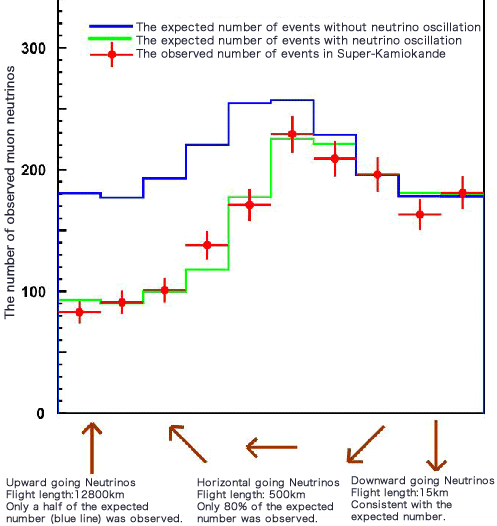 The expected number of events without neutrino oscillation
The expected number of events with neutrino oscillation
The observed number of events in Super-Kamiokande
The number of observed muon neutrinos
300
200
100
0
Upward going Neutrinos
Flight length:12800km
Only a half of the expected
number (blue line) was observed.
Horizontal going Neutrinos
Flight length: 500km
Only 80% of the expected
number was observed.
Downward going Neutrinos
Flight length:15km
Consistent with the
expected number.